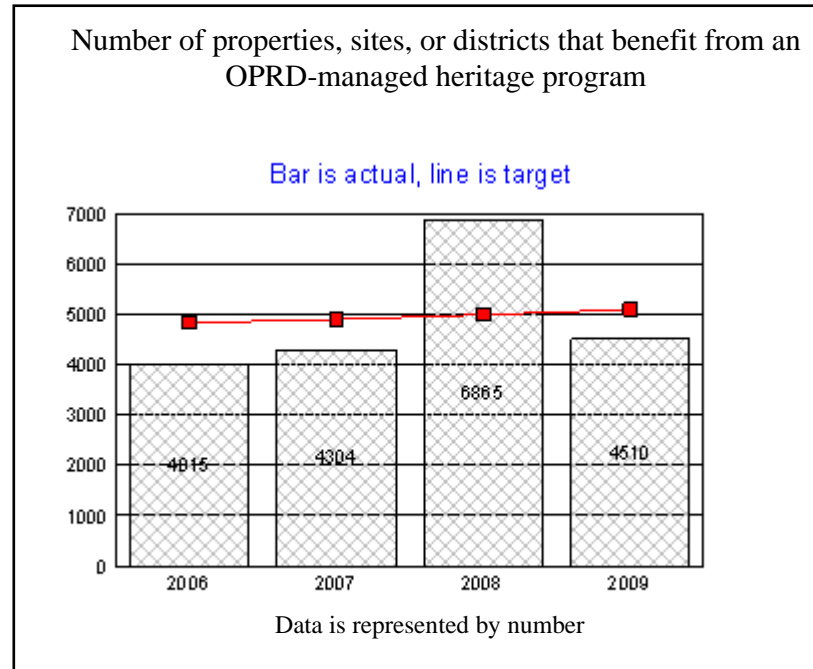 Number of properties, sites, or districts that benefit from an
OPRD-managed heritage program
Bar is actual, line is target
7000
6000
5000
4000
3000
2000
1000
0
4015
4304
6865
4510
2006 2007 2008 2009
Data is represented by number